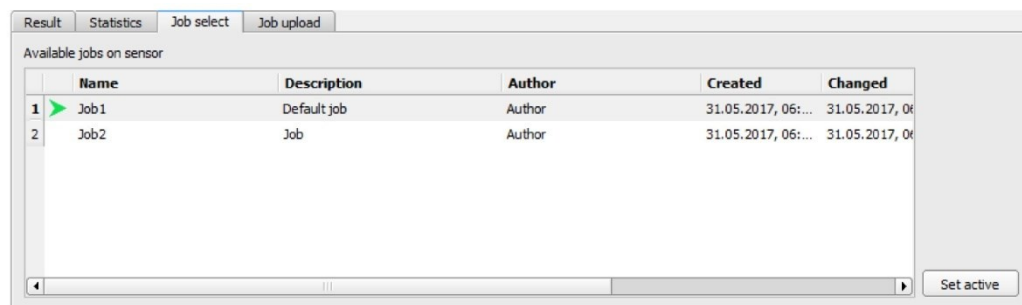 Result Statistics Job select Job upload
Available jobs on sensor
Name Description Author Created Changed
1 Job1 Default job Author 31.05.2017, 06:... 31.05.2017, 06
2 Job2 Job Author 31.05.2017, 06:... 31.05.2017, 06
Set active